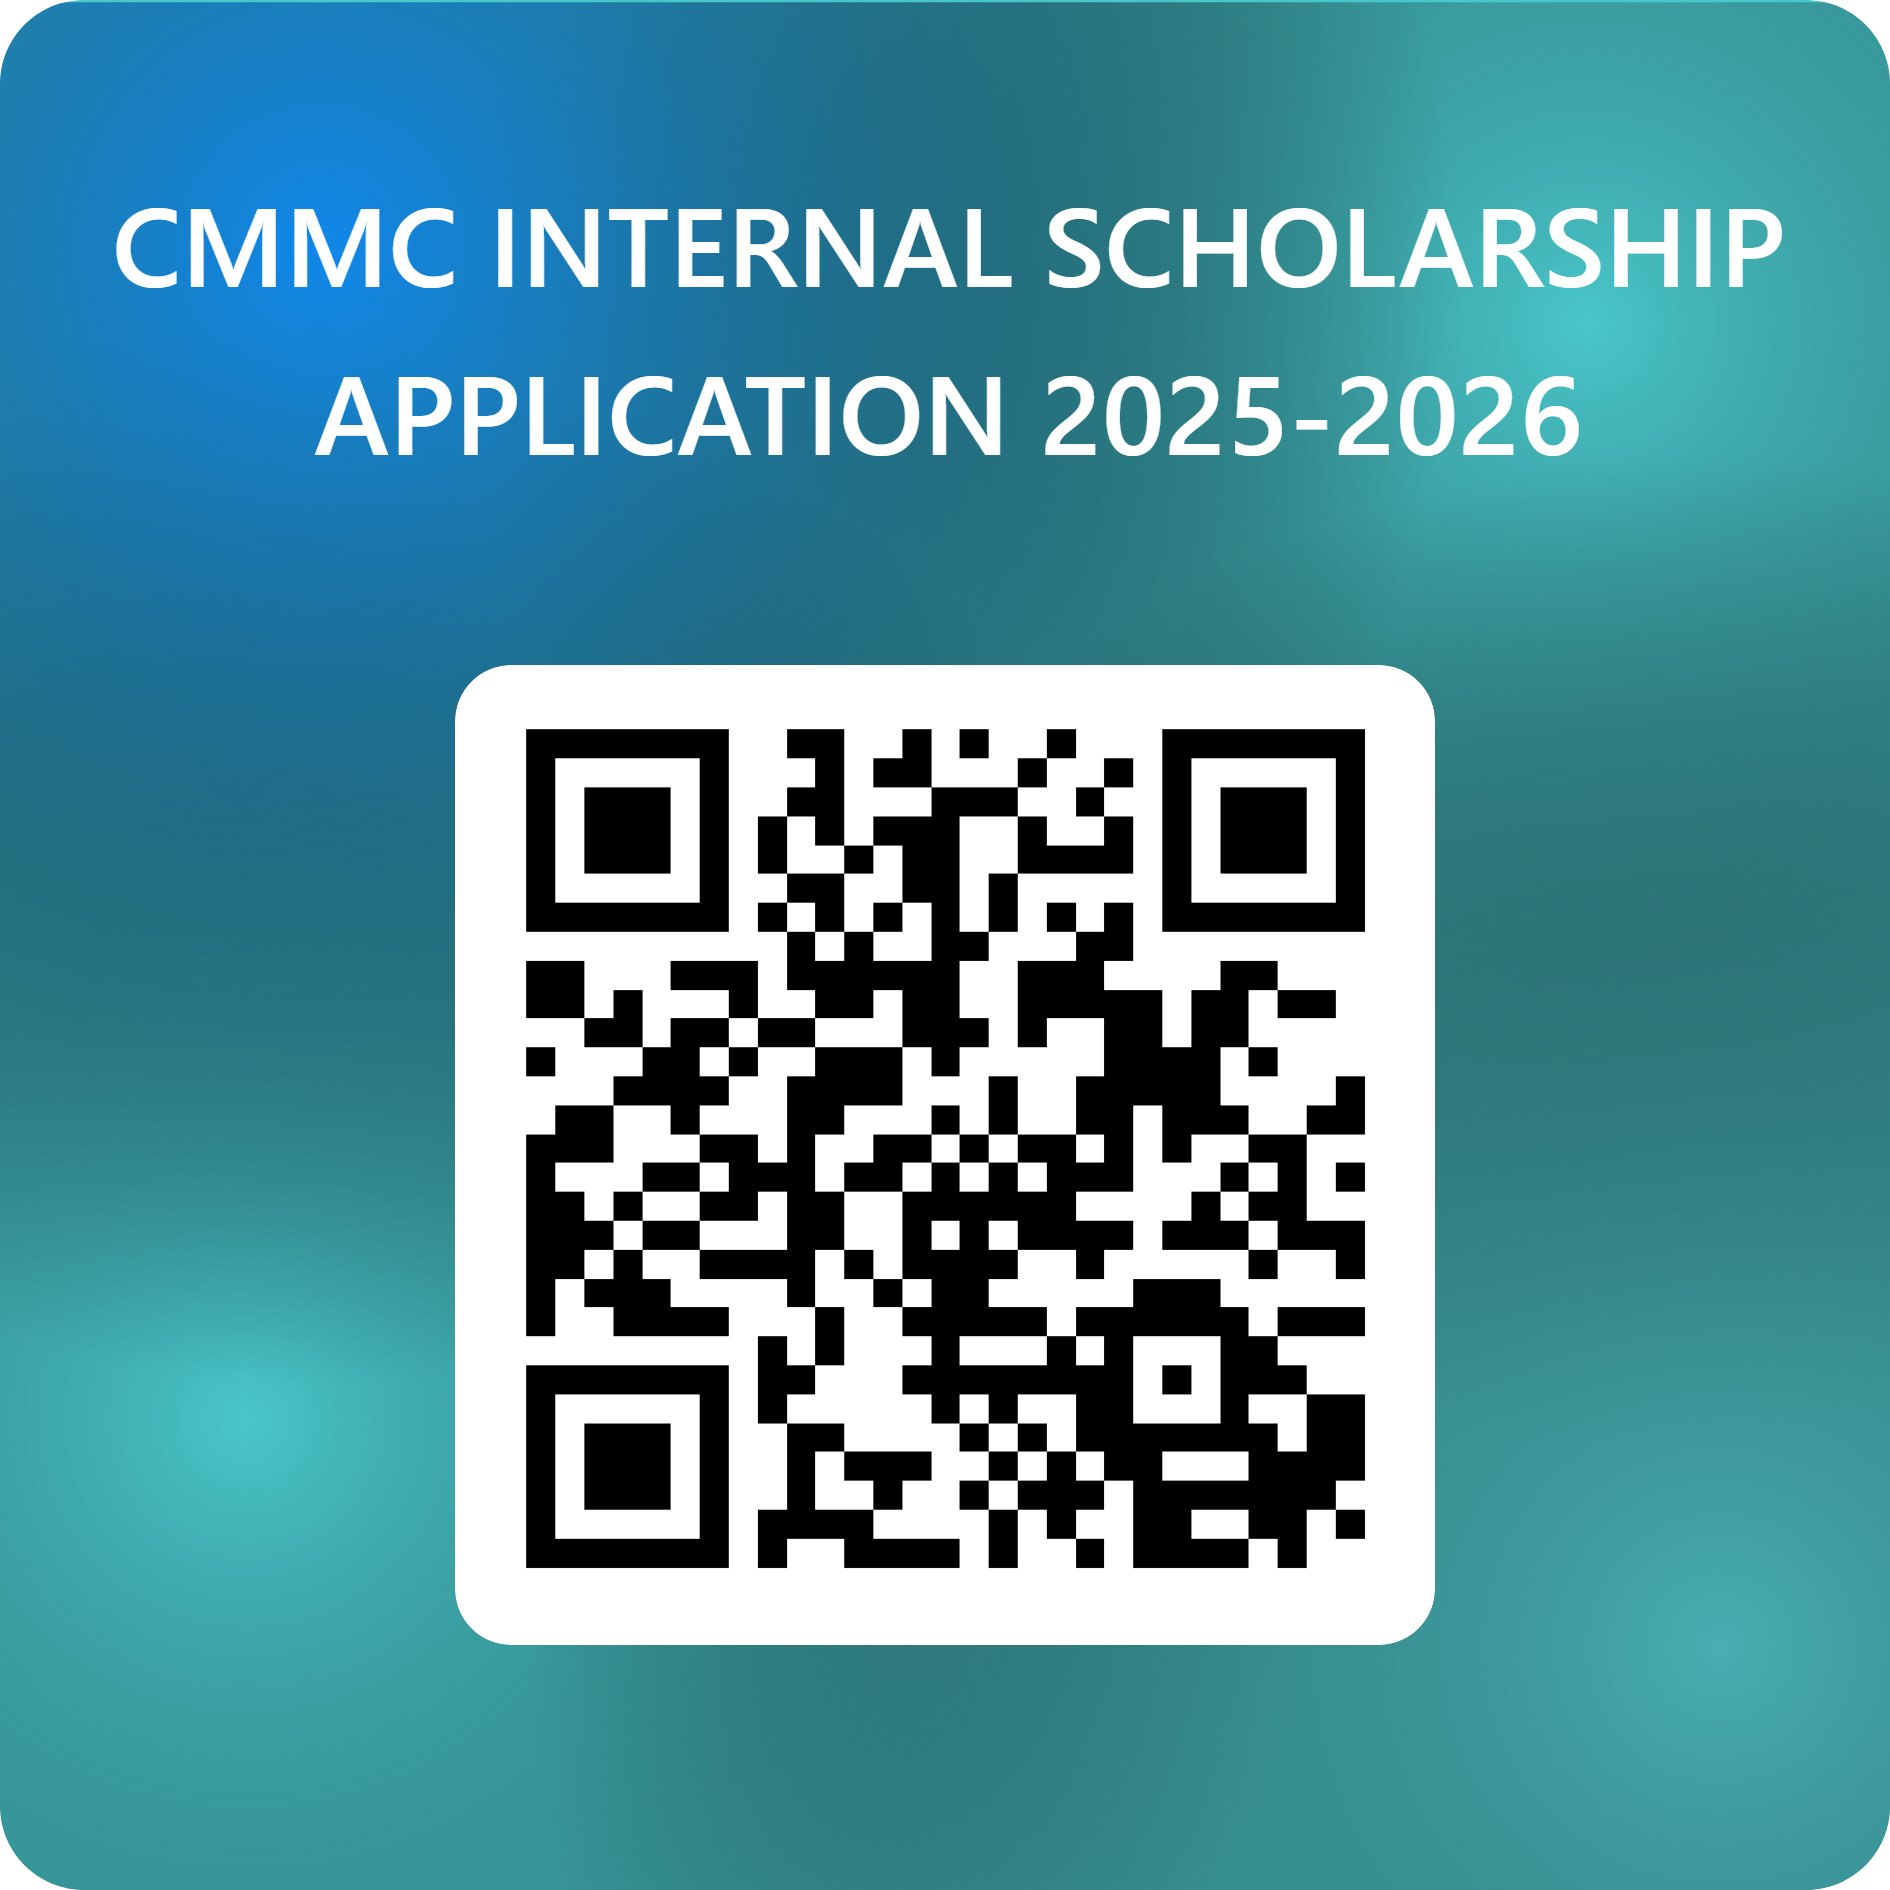 CMMC INTERNAL SCHOLARSHIP
APPLICATION 2025-2026